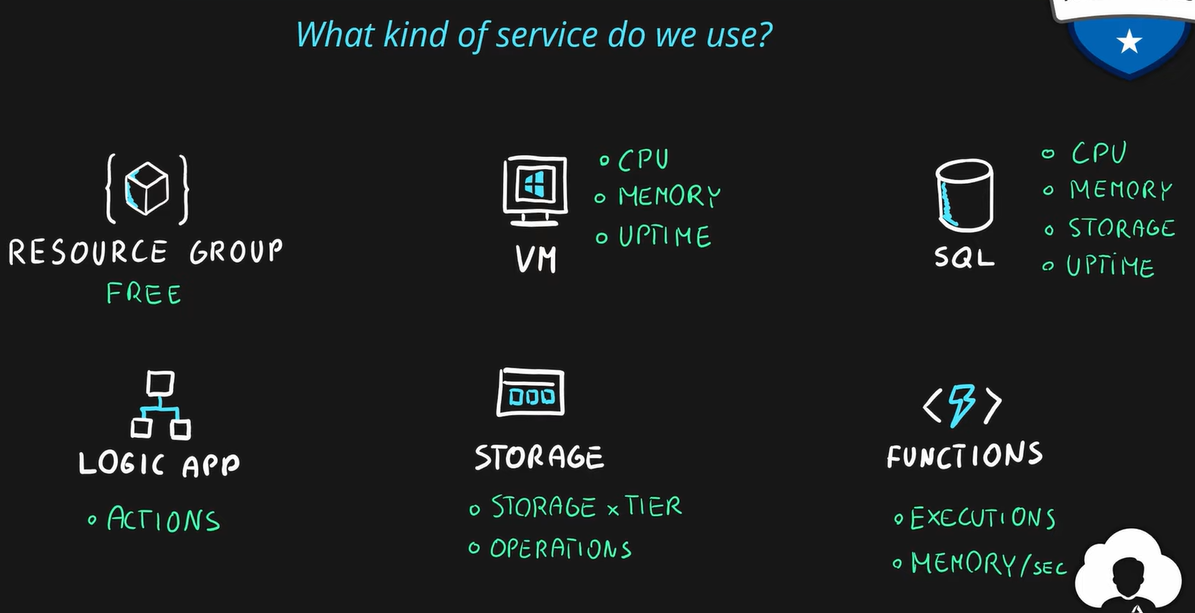 What kind of service do we use?
RESOURCE GROUP
FREE
VM
CPU
MEMORY
UPTIME
SQL
CPU
MEMORY
STORAGE
UPTIME
LOGIC APP
ACTIONS
STORAGE
STORAGE x TIER
OPERATIONS
FUNCTIONS
EXECUTIONS
MEMORY/SEC